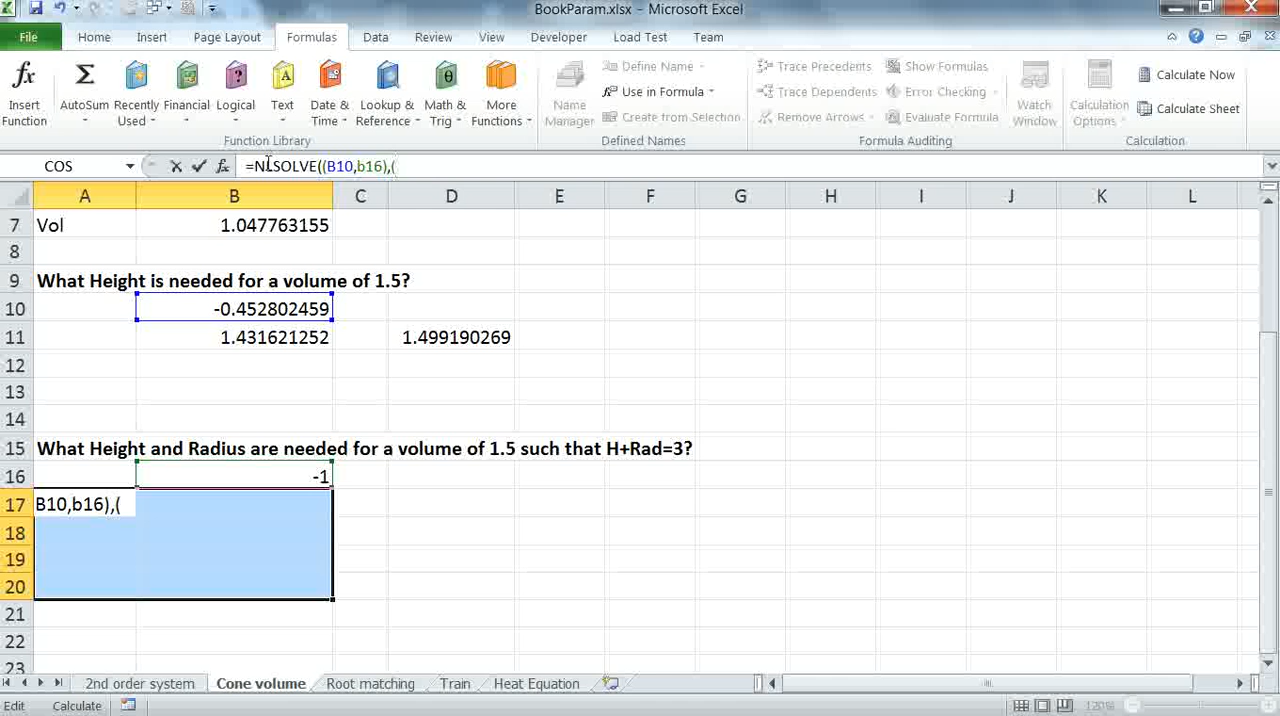 BookParam.xlsx - Microsoft Excel
File Home Insert Page Layout Formulas Data Review View Developer Load Test Team
Insert Function
AutoSum
Recently Used
Financial
Logical
Text
Date & Time
Lookup & Reference
Math & Trig
More Functions
Function Library
Name Manager
Define Name
Use in Formula
Create from Selection
Defined Names
Trace Precedents
Trace Dependents
Remove Arrows
Show Formulas
Error Checking
Evaluate Formula
Formula Auditing
Watch Window
Calculation Options
Calculate Now
Calculate Sheet
Calculation
COS fx =NLSOLVE((B10,b16),(
A B C D E F G H I J K L
7 Vol 1.047763155
8
9 What Height is needed for a volume of 1.5?
10 -0.452802459
11 1.431621252 1.499190269
12
13
14
15 What Height and Radius are needed for a volume of 1.5 such that H+Rad=3?
16 -1
17 B10,b16),(
18
19
20
21
22
23
2nd order system Cone volume Root matching Train Heat Equation
Edit Calculate 120%